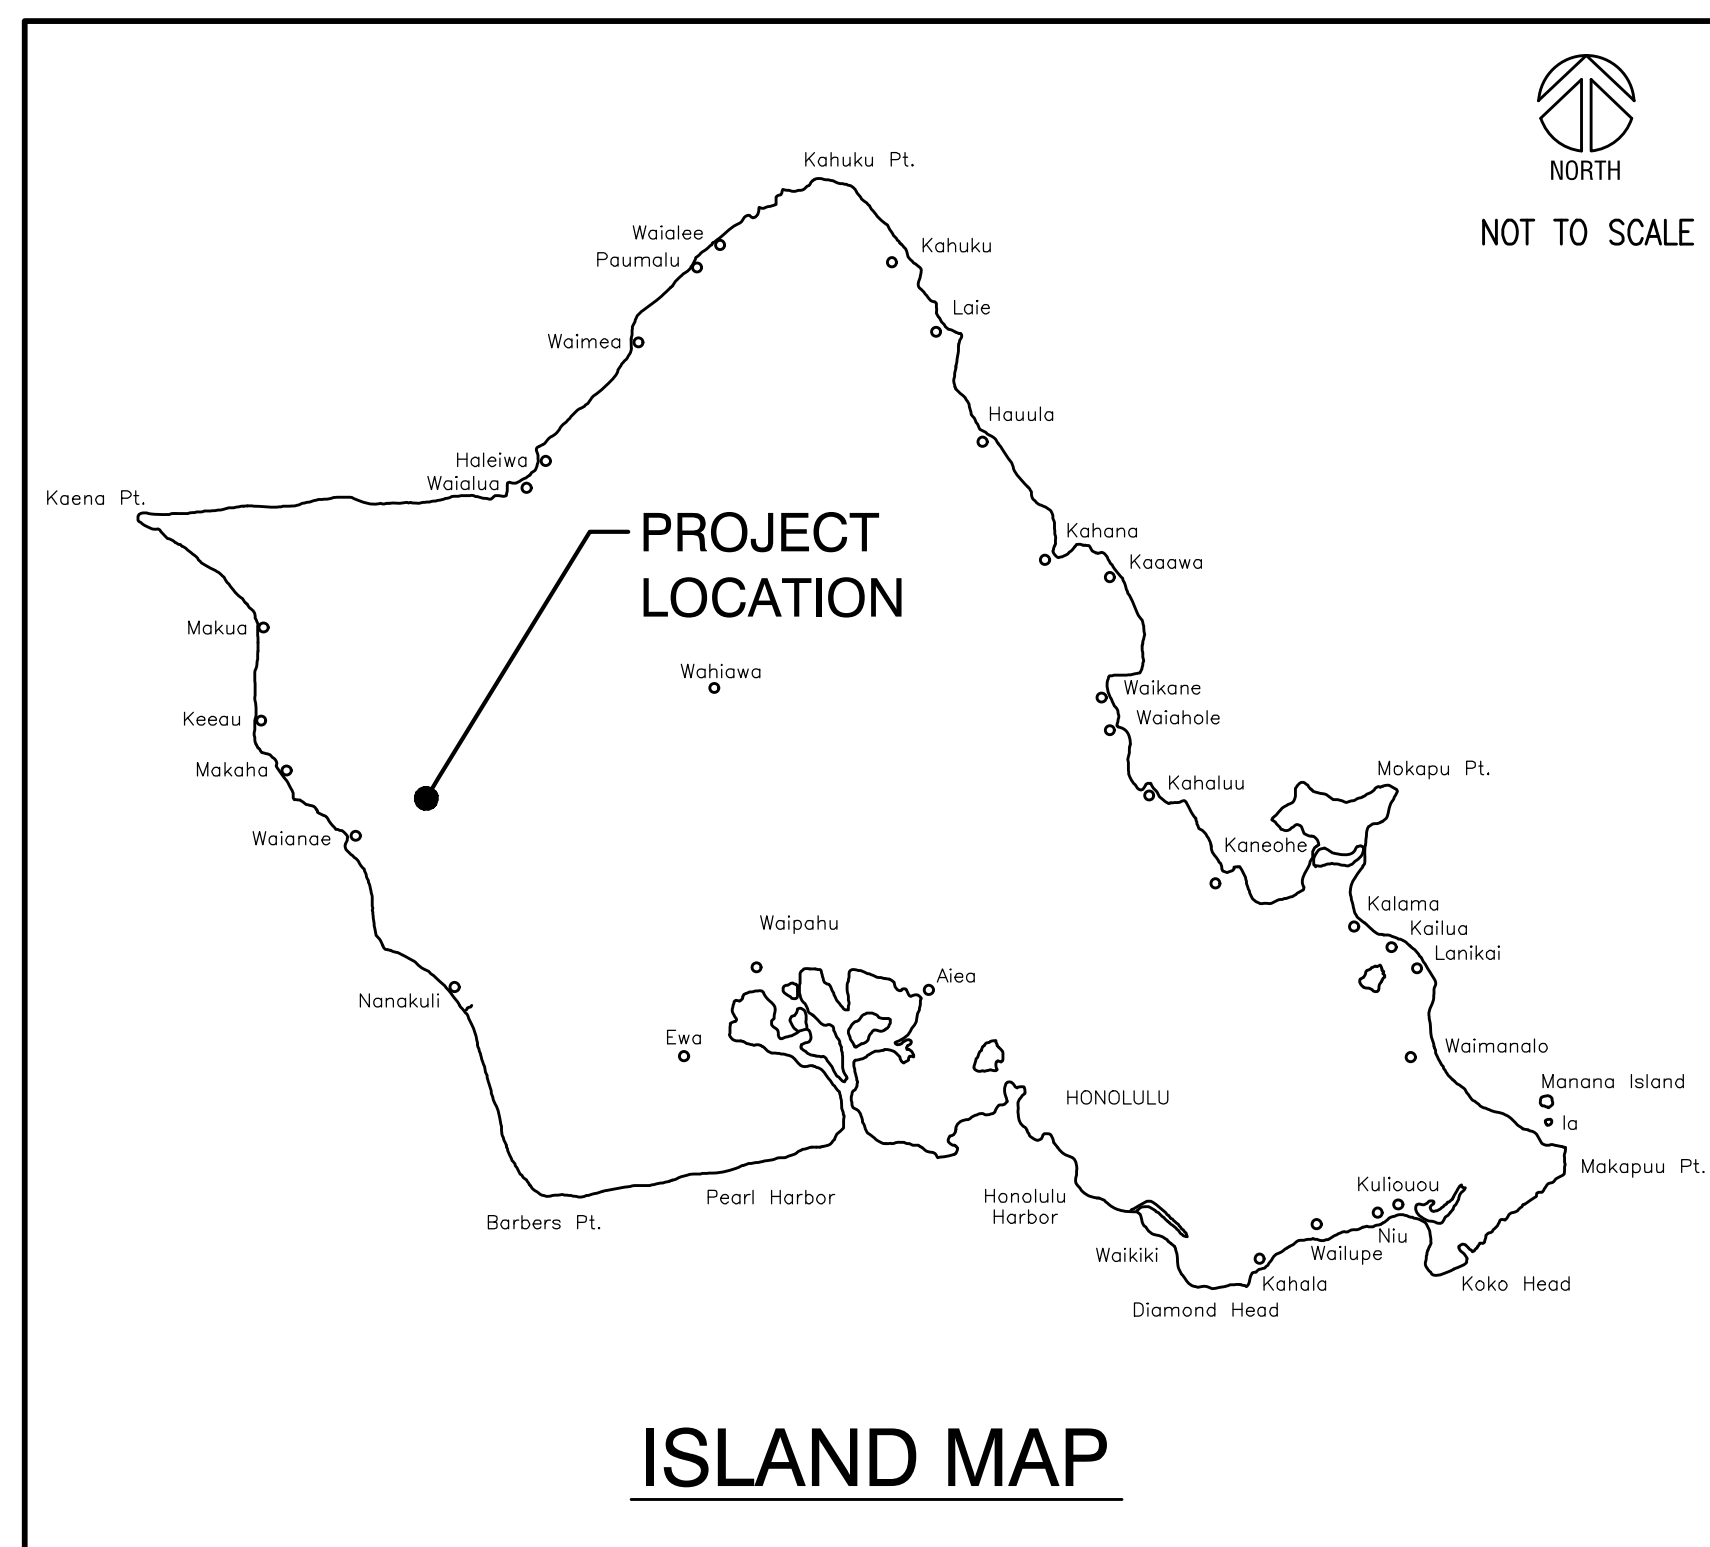 NORTH
NOT TO SCALE
Kahuku Pt.
Waialee
Paumalu
Kahuku
Laie
Waimea
Hauula
Haleiwa
Waialua
Kaena Pt.
PROJECT
LOCATION
Kahana
Kaaawa
Makua
Wahiawa
Waikane
Waiahole
Keeau
Makaha
Mokapu Pt.
Kahaluu
Waianae
Kaneohe
Kalama
Kailua
Lanikai
Waipahu
Aiea
Nanakuli
Ewa
Waimanalo
Manana Island
Ia
HONOLULU
Makapuu Pt.
Kuliouou
Pearl Harbor
Honolulu
Harbor
Barbers Pt.
Niu
Waikiki
Wailupe
Kahala
Koko Head
Diamond Head
ISLAND MAP